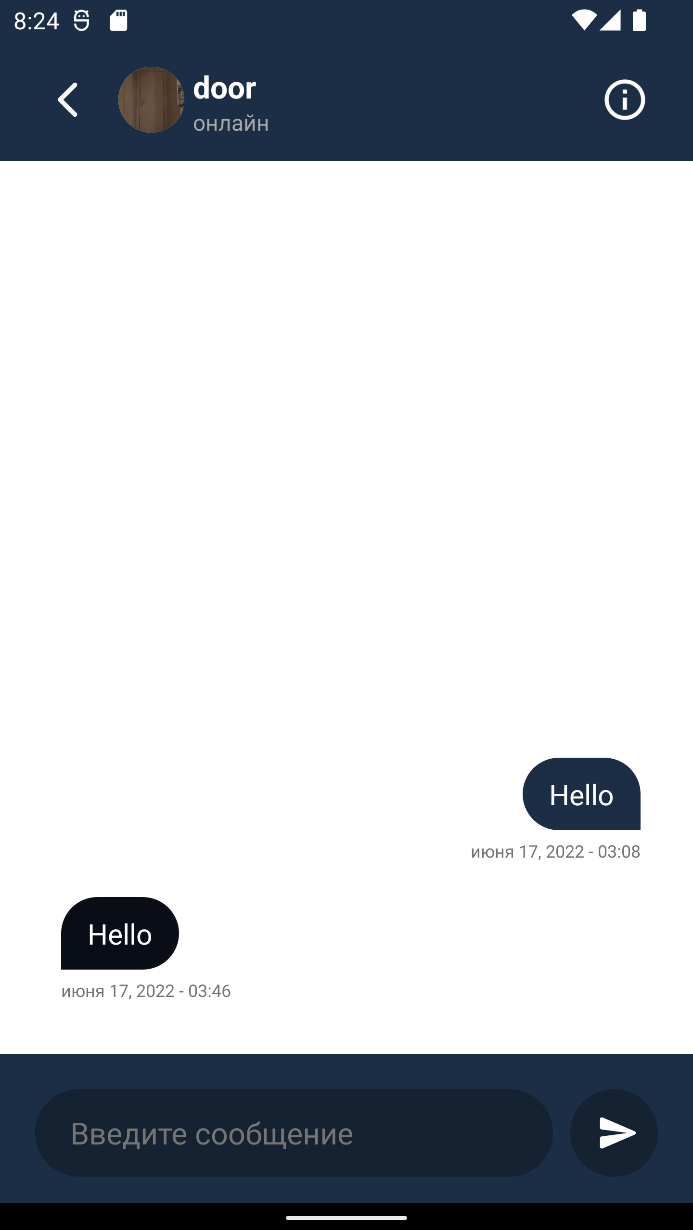 8:24
door
онлайн
Hello
июня 17, 2022 - 03:08
Hello
июня 17, 2022 - 03:46
Введите сообщение